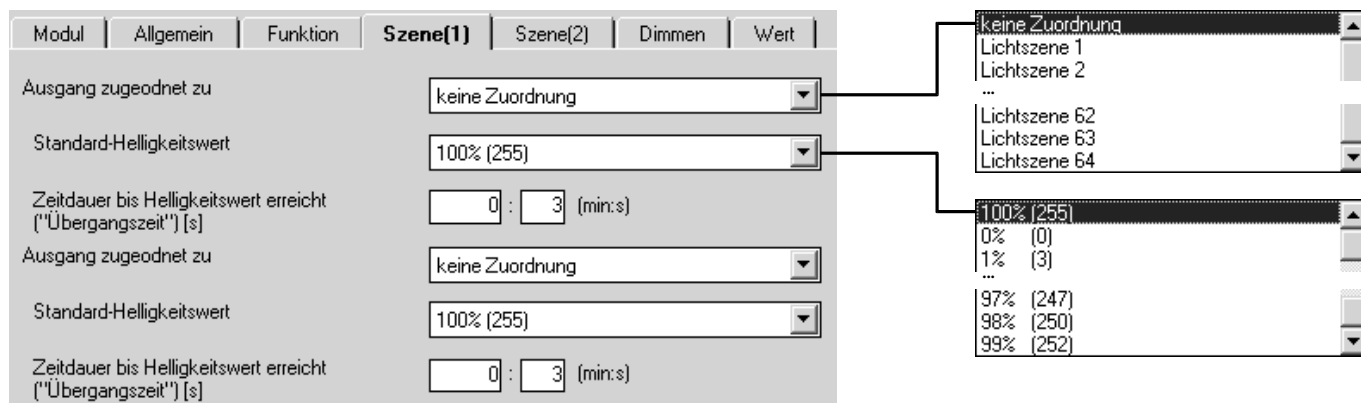 Modul Allgemein Funktion Szene(1) Szene(2) Dimmen Wert
Ausgang zugeodnet zu
keine Zuordnung
Standard-Helligkeitswert
100% (255)
Zeitdauer bis Helligkeitswert erreicht
("Übergangszeit") [s]
0 : 3 (min:s)
Ausgang zugeodnet zu
keine Zuordnung
Standard-Helligkeitswert
100% (255)
Zeitdauer bis Helligkeitswert erreicht
("Übergangszeit") [s]
0 : 3 (min:s)
keine Zuordnung
Lichtszene 1
Lichtszene 2
...
Lichtszene 62
Lichtszene 63
Lichtszene 64
100% (255)
0% (0)
1% (3)
...
97% (247)
98% (250)
99% (252)